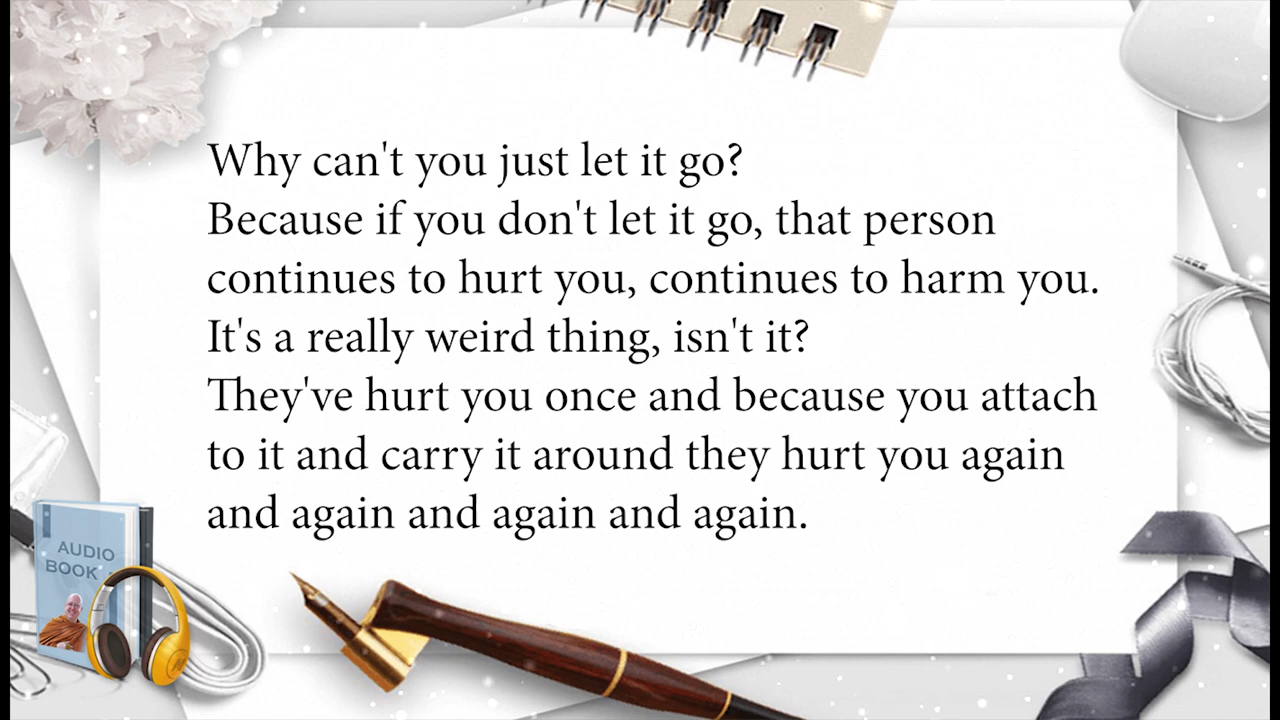 Why can't you just let it go?
Because if you don't let it go, that person
continues to hurt you, continues to harm you.
It's a really weird thing, isn't it?
They've hurt you once and because you attach
to it and carry it around they hurt you again
and again and again and again.
AUDIO
BOOK